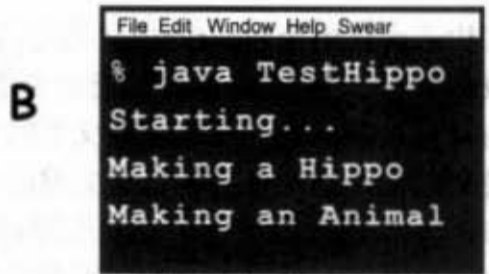 File Edit Window Help Swear
B
% java TestHippo
Starting...
Making a Hippo
Making an Animal